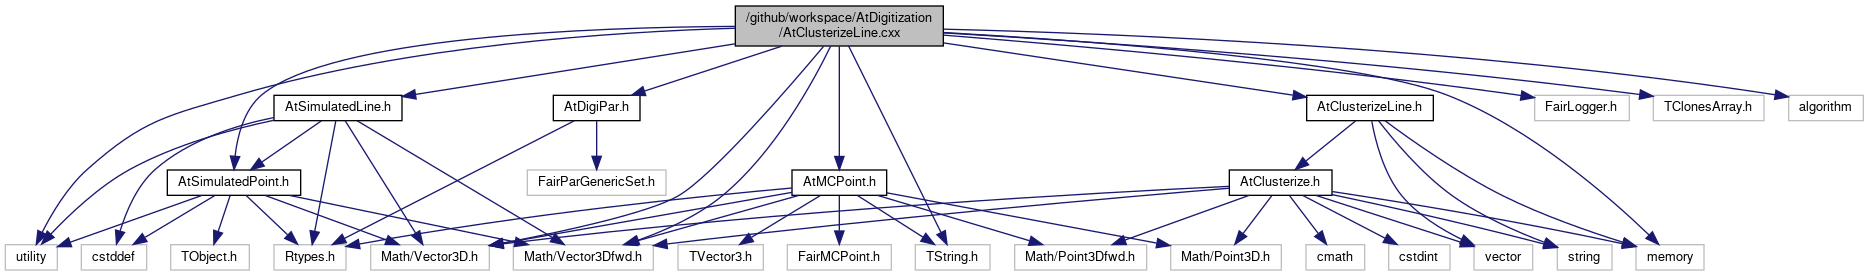 /github/workspace/AtDigitization
/AtClusterizeLine.cxx
AtSimulatedLine.h
AtDigiPar.h
AtClusterizeLine.h
FairLogger.h
TClonesArray.h
algorithm
AtSimulatedPoint.h
FairParGenericSet.h
AtMCPoint.h
AtClusterize.h
utility
cstddef
TObject.h
Rtypes.h
Math/Vector3D.h
Math/Vector3Dfwd.h
TVector3.h
FairMCPoint.h
TString.h
Math/Point3Dfwd.h
Math/Point3D.h
cmath
cstdint
vector
string
memory